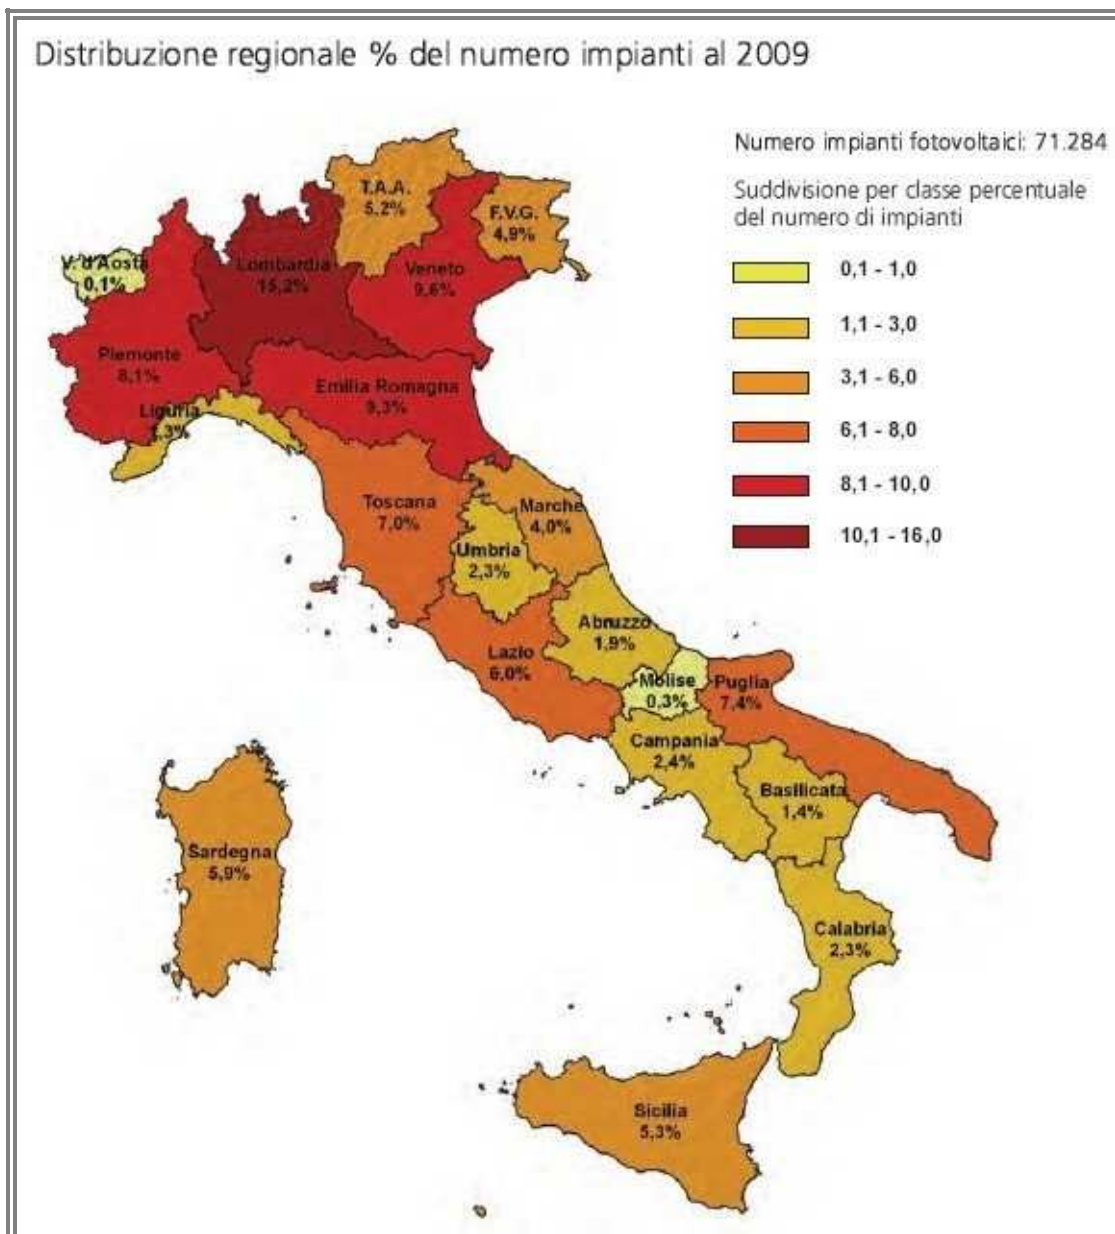 Distribuzione regionale % del numero impianti al 2009
Numero impianti fotovoltaici: 71.284
Suddivisione per classe percentuale
del numero di impianti
0,1 - 1,0
1,1 - 3,0
3,1 - 6,0
6,1 - 8,0
8,1 - 10,0
10,1 - 16,0
T.A.A.
5,2%
F.V.G.
4,9%
V. d'Aosta
0,1%
Lombardia
15,2%
Veneto
9,6%
Piemonte
8,1%
Emilia Romagna
9,3%
Liguria
1,3%
Toscana
7,0%
Marche
4,0%
Umbria
2,3%
Abruzzo
1,9%
Lazio
6,0%
Molise
0,3%
Puglia
7,4%
Campania
2,4%
Basilicata
1,4%
Sardegna
5,9%
Calabria
2,3%
Sicilia
5,3%